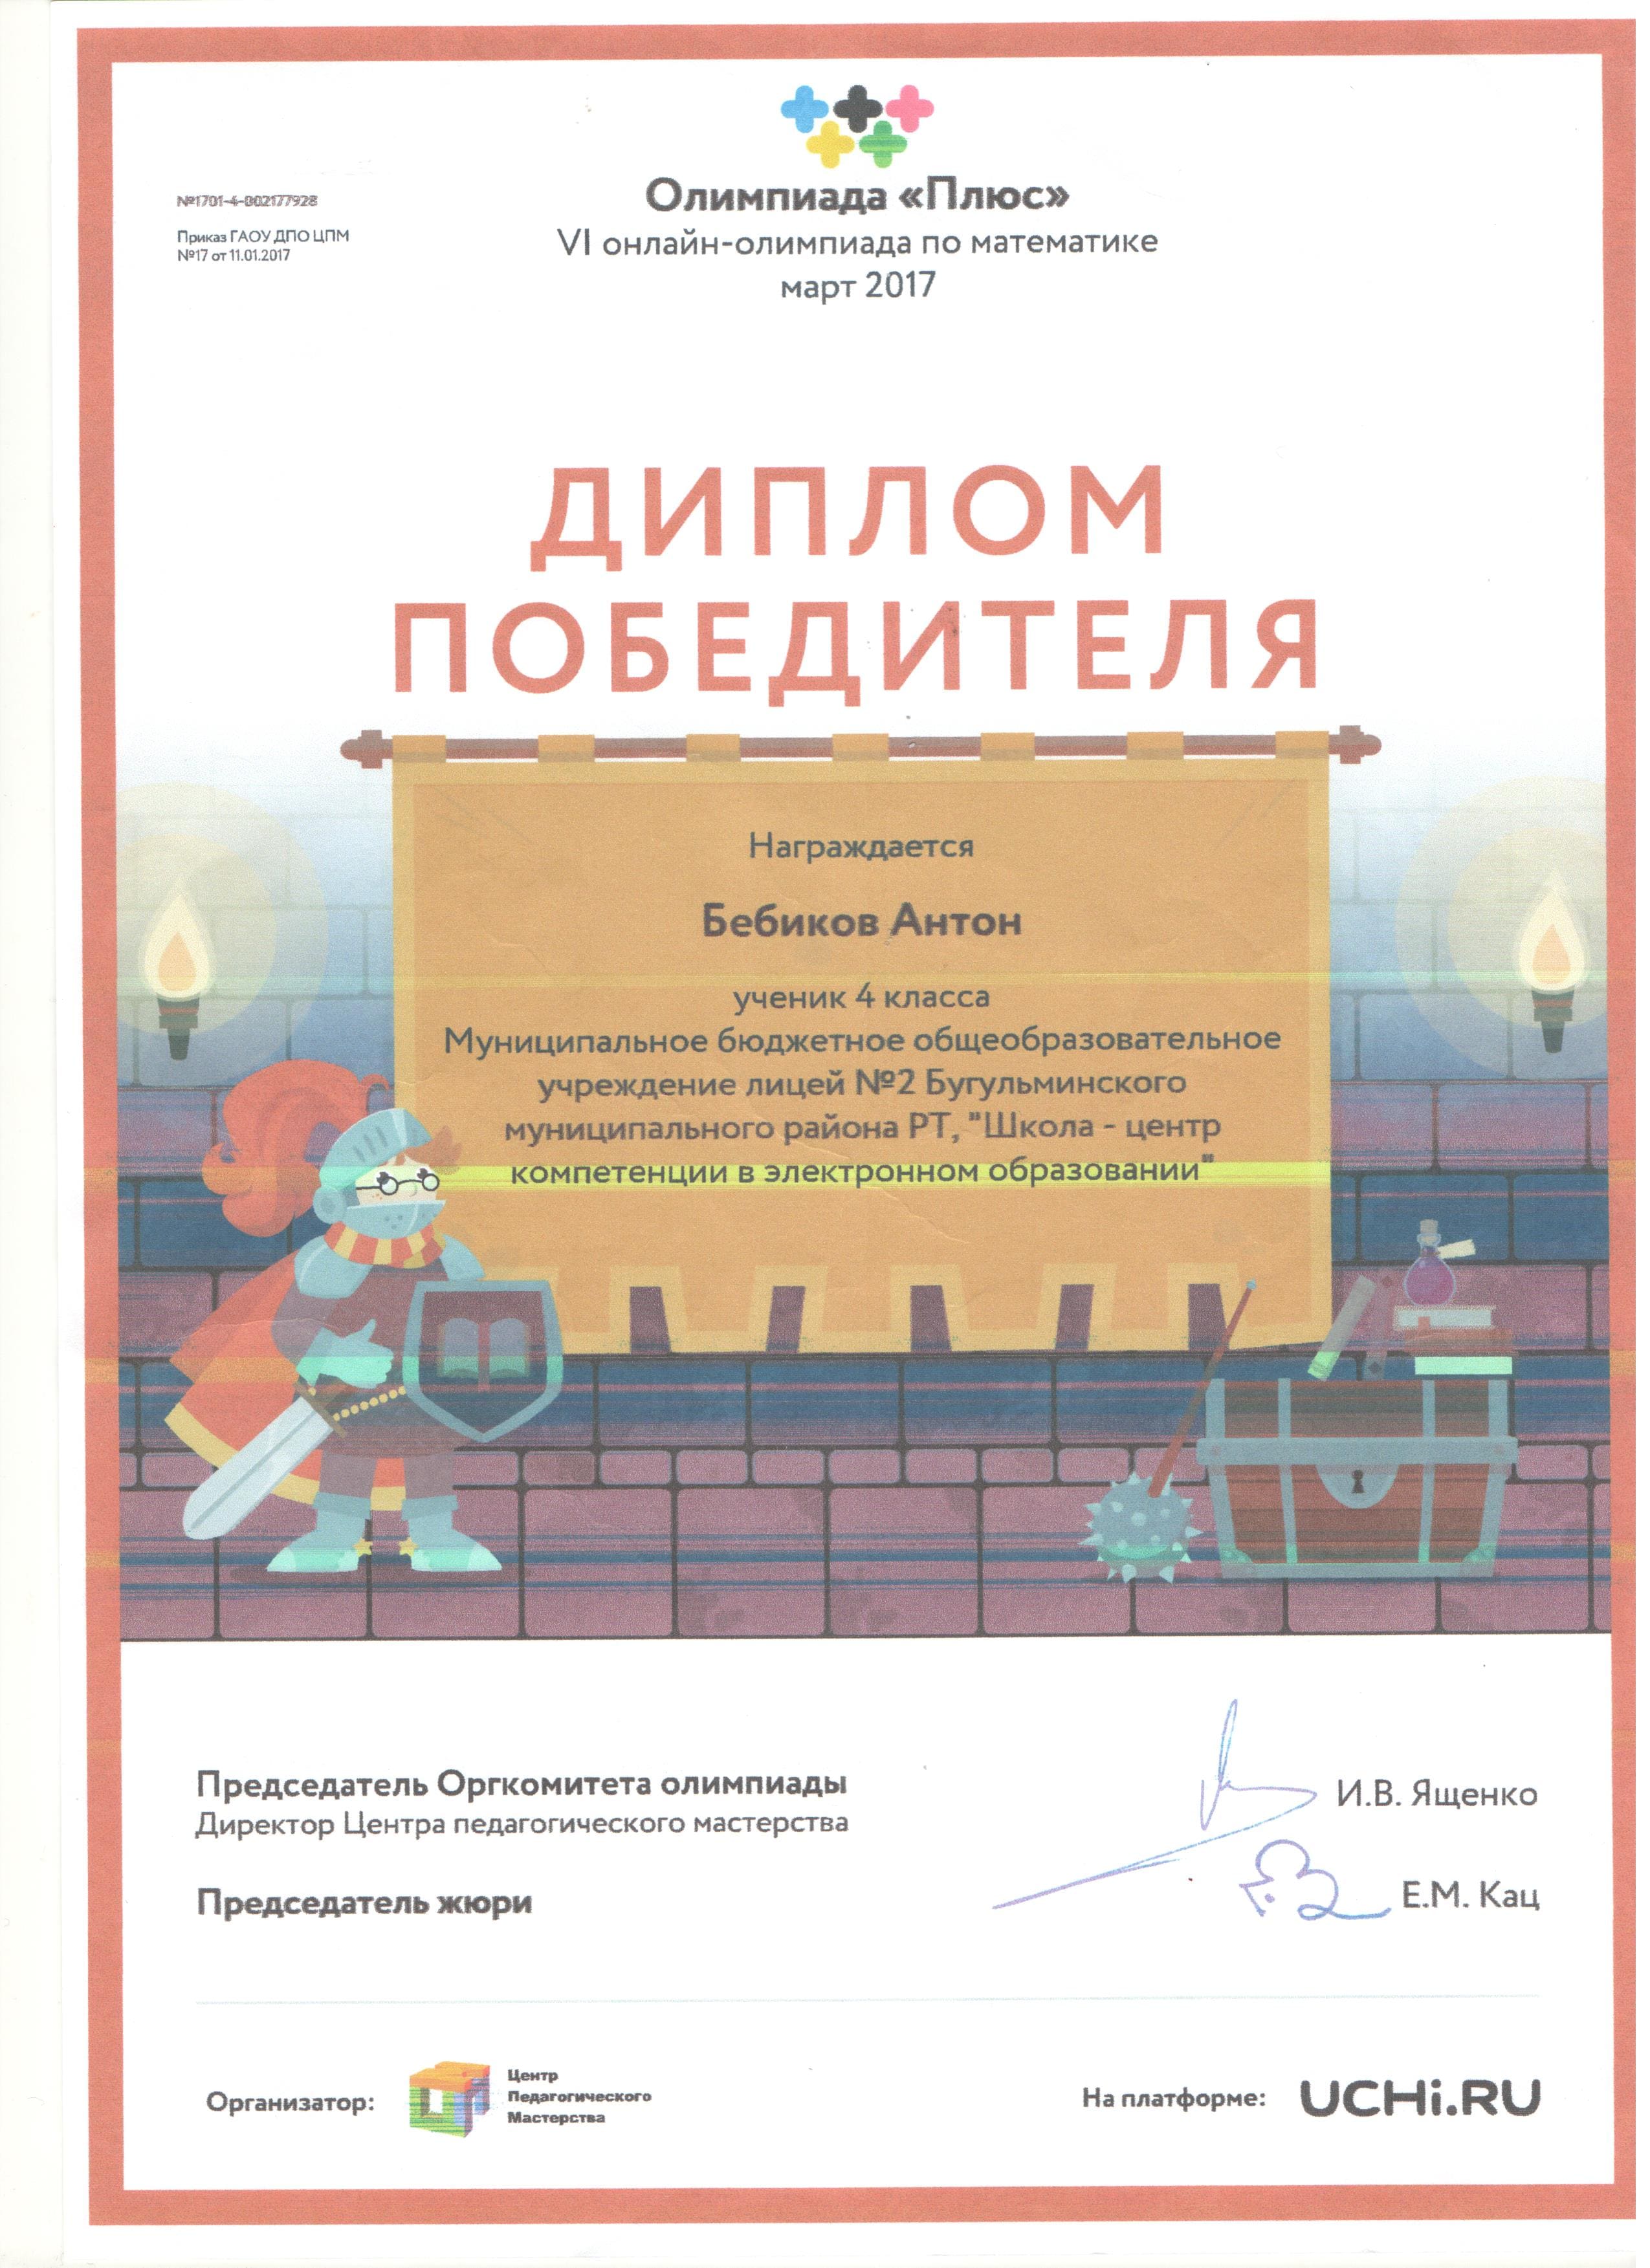 Олимпиада «Плюс»
VI онлайн-олимпиада по математике
март 2017
№1701-4-002177928
Приказ ГАОУ ДПО ЦПМ
№17 от 11.01.2017
ДИПЛОМ
ПОБЕДИТЕЛЯ
Награждается
Бебиков Антон
ученик 4 класса
Муниципальное бюджетное общеобразовательное
учреждение лицей №2 Бугульминского
муниципального района РТ, "Школа - центр
компетенции в электронном образовании"
Председатель Оргкомитета олимпиады
Директор Центра педагогического мастерства
И.В. Ященко
Председатель жюри
Е.М. Кац
Организатор:
Центр
Педагогического
Мастерства
На платформе:
UCHi.RU